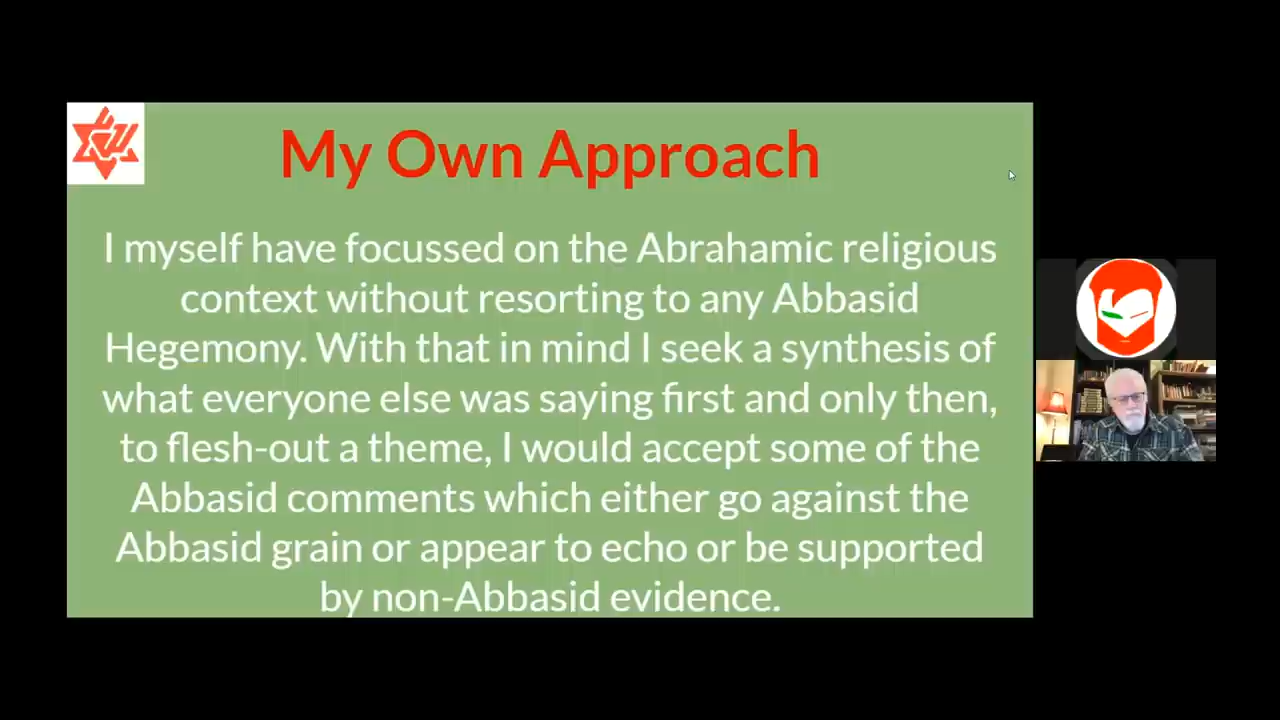 My Own Approach
I myself have focussed on the Abrahamic religious
context without resorting to any Abbasid
Hegemony. With that in mind I seek a synthesis of
what everyone else was saying first and only then,
to flesh-out a theme, I would accept some of the
Abbasid comments which either go against the
Abbasid grain or appear to echo or be supported
by non-Abbasid evidence.